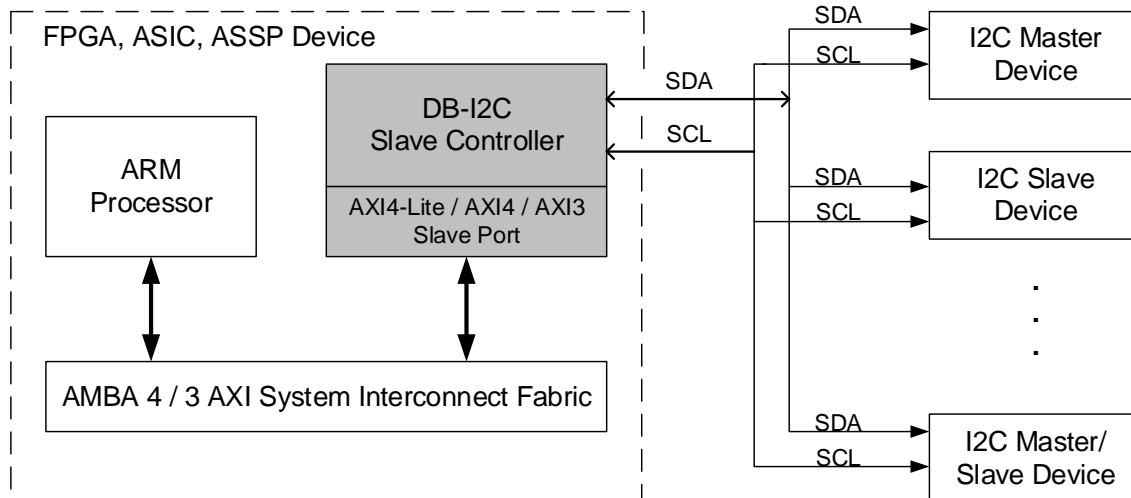 FPGA, ASIC, ASSP Device
ARM
Processor
DB-I2C
Slave Controller
AXI4-Lite / AXI4 / AXI3
Slave Port
AMBA 4 / 3 AXI System Interconnect Fabric
SDA
SCL
SDA
SCL
I2C Master
Device
SDA
SCL
I2C Slave
Device
.
.
.
SDA
SCL
I2C Master/
Slave Device